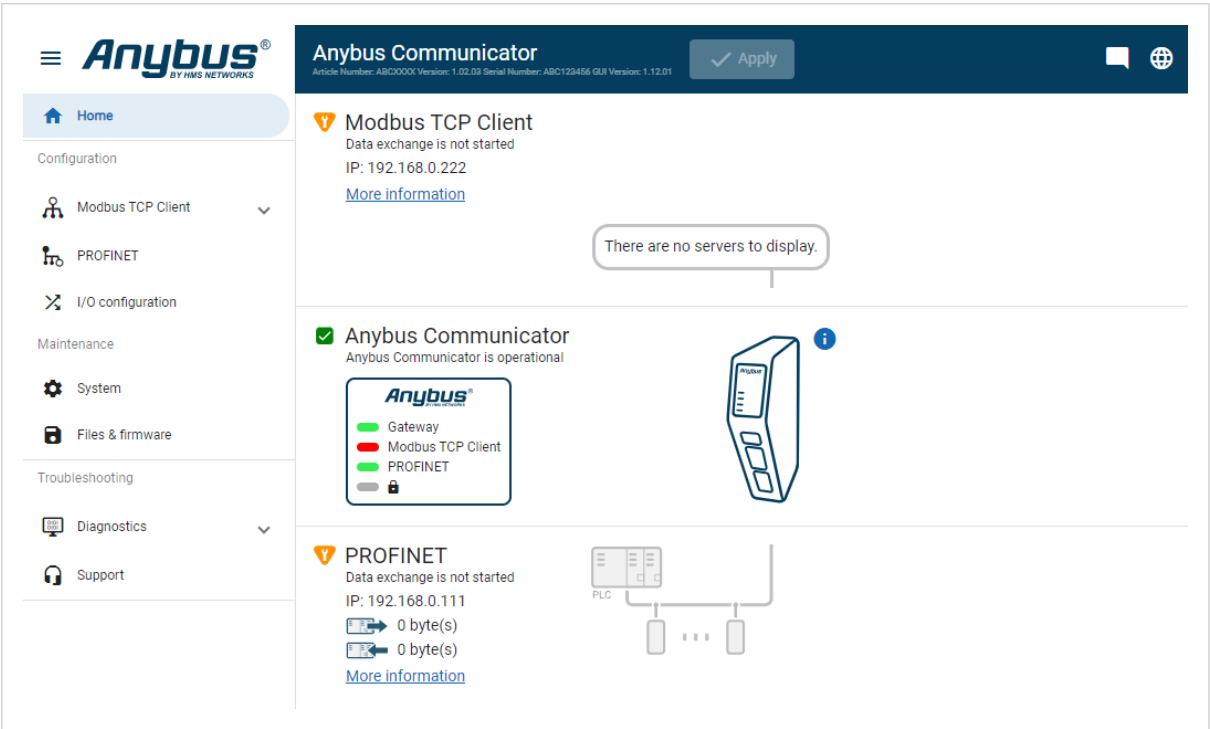 Anybus®
BY HMS NETWORKS
Home
Configuration
Modbus TCP Client
PROFINET
I/O configuration
Maintenance
System
Files & firmware
Troubleshooting
Diagnostics
Support
Anybus Communicator
Article Number: ABCXXXX Version: 1.02.03 Serial Number: ABC123456 GUI Version: 1.12.01
Apply
Modbus TCP Client
Data exchange is not started
IP: 192.168.0.222
More information
There are no servers to display.
Anybus Communicator
Anybus Communicator is operational
Anybus®
BY HMS NETWORKS
Gateway
Modbus TCP Client
PROFINET
Anybus
PROFINET
Data exchange is not started
IP: 192.168.0.111
0 byte(s)
0 byte(s)
More information
PLC